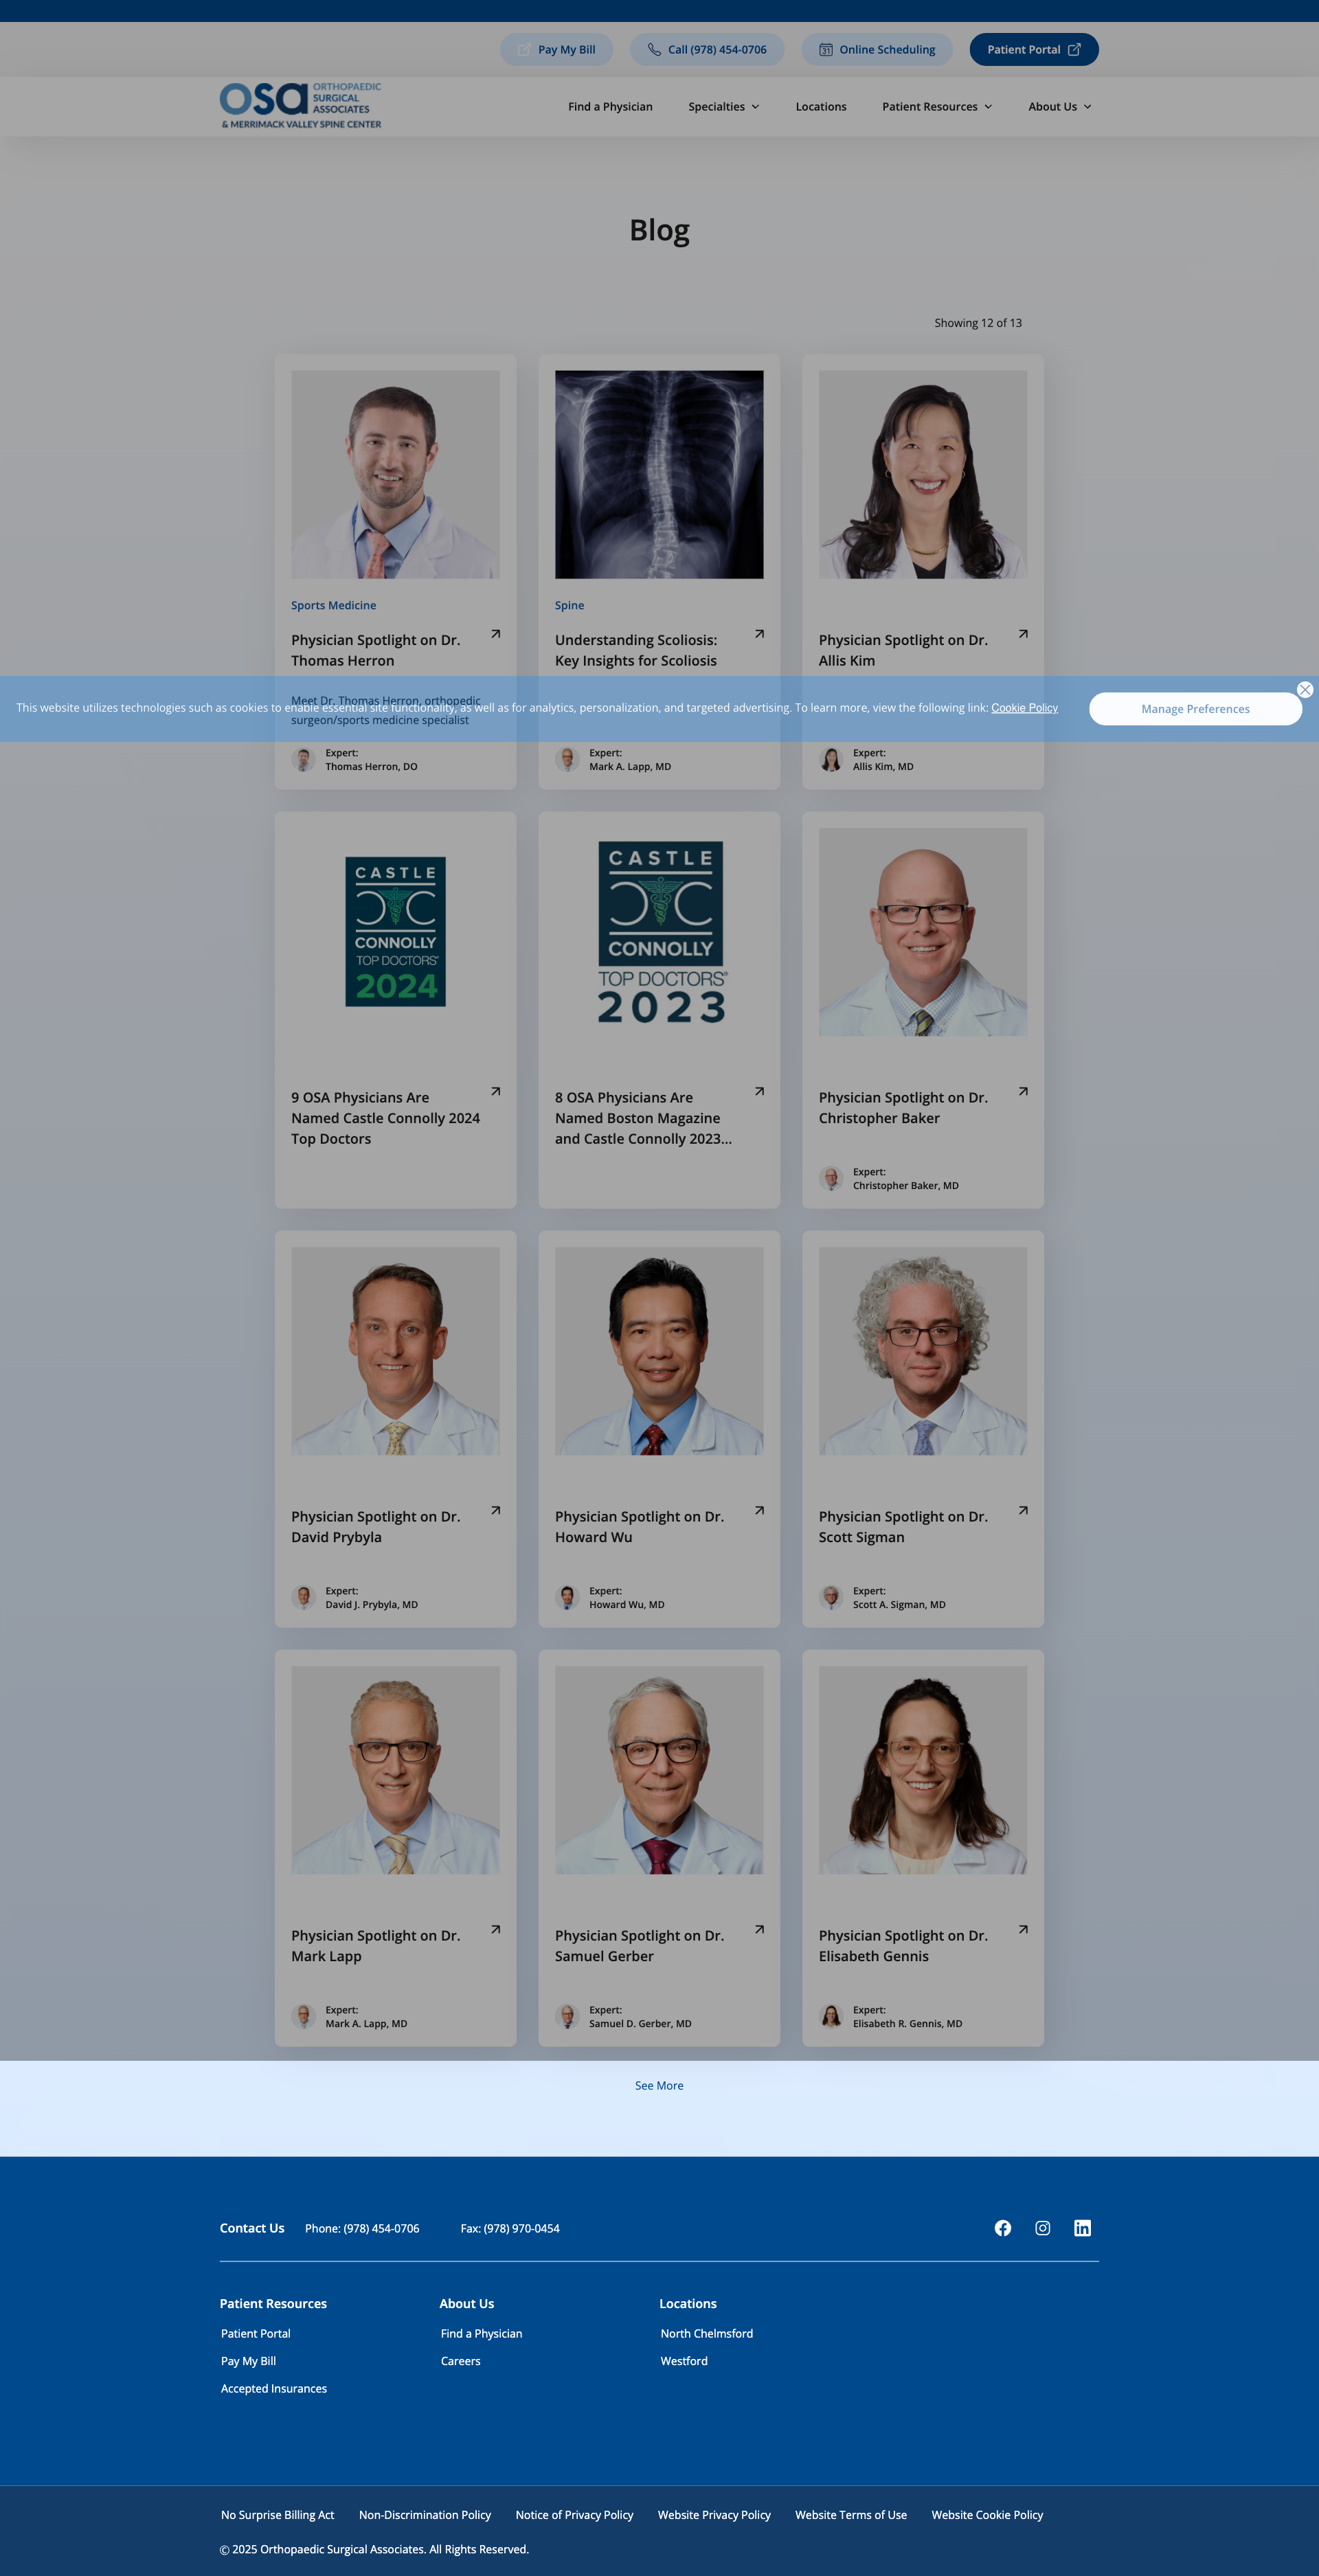 Pay My Bill
Call (978) 454-0706
Online Scheduling
Patient Portal
osa ORTHOPAEDIC
SURGICAL
ASSOCIATES
& MERRIMACK VALLEY SPINE CENTER
Find a Physician
Specialties
Locations
Patient Resources
About Us
Blog
Showing 12 of 13
Sports Medicine
Physician Spotlight on Dr.
Thomas Herron
Meet Dr. Thomas Herron, orthopedic
surgeon/sports medicine specialist
Expert:
Thomas Herron, DO
Spine
Understanding Scoliosis:
Key Insights for Scoliosis
Expert:
Mark A. Lapp, MD
Physician Spotlight on Dr.
Allis Kim
Expert:
Allis Kim, MD
This website utilizes technologies such as cookies to enable essential site functionality, as well as for analytics, personalization, and targeted advertising. To learn more, view the following link: Cookie Policy
Manage Preferences
CASTLE
CONNOLLY
TOP DOCTORS®
2024
9 OSA Physicians Are
Named Castle Connolly 2024
Top Doctors
CASTLE
CONNOLLY
TOP DOCTORS®
2023
8 OSA Physicians Are
Named Boston Magazine
and Castle Connolly 2023...
Physician Spotlight on Dr.
Christopher Baker
Expert:
Christopher Baker, MD
Physician Spotlight on Dr.
David Prybyla
Expert:
David J. Prybyla, MD
Physician Spotlight on Dr.
Howard Wu
Expert:
Howard Wu, MD
Physician Spotlight on Dr.
Scott Sigman
Expert:
Scott A. Sigman, MD
Physician Spotlight on Dr.
Mark Lapp
Expert:
Mark A. Lapp, MD
Physician Spotlight on Dr.
Samuel Gerber
Expert:
Samuel D. Gerber, MD
Physician Spotlight on Dr.
Elisabeth Gennis
Expert:
Elisabeth R. Gennis, MD
See More
Contact Us
Phone: (978) 454-0706
Fax: (978) 970-0454
Patient Resources
Patient Portal
Pay My Bill
Accepted Insurances
About Us
Find a Physician
Careers
Locations
North Chelmsford
Westford
No Surprise Billing Act
Non-Discrimination Policy
Notice of Privacy Policy
Website Privacy Policy
Website Terms of Use
Website Cookie Policy
© 2025 Orthopaedic Surgical Associates. All Rights Reserved.